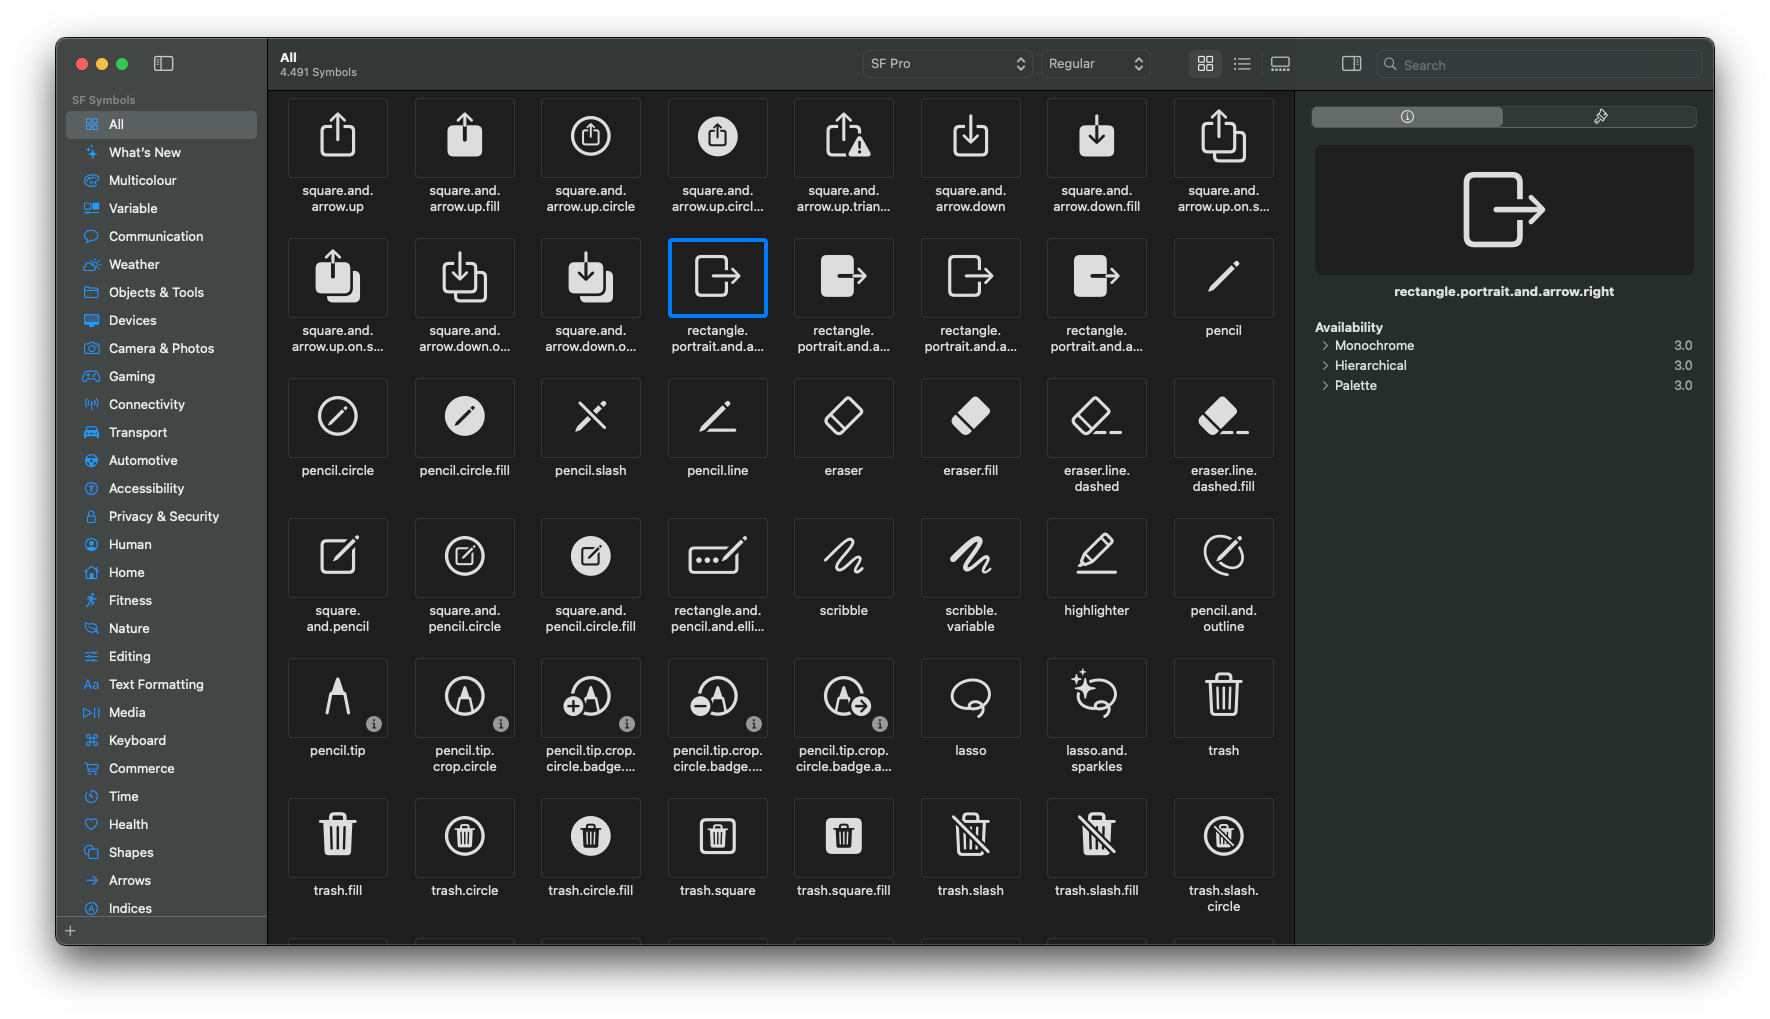 All
4.491 Symbols
SF Pro
Regular
Search
SF Symbols
All
What's New
Multicolour
Variable
Communication
Weather
Objects & Tools
Devices
Camera & Photos
Gaming
Connectivity
Transport
Automotive
Accessibility
Privacy & Security
Human
Home
Fitness
Nature
Editing
Aa Text Formatting
Media
Keyboard
Commerce
Time
Health
Shapes
Arrows
Indices
square.and.
arrow.up
square.and.
arrow.up.fill
square.and.
arrow.up.circle
square.and.
arrow.up.circl...
square.and.
arrow.up.trian...
square.and.
arrow.down
square.and.
arrow.down.fill
square.and.
arrow.up.on.s...
square.and.
arrow.up.on.s...
square.and.
arrow.down.o...
square.and.
arrow.down.o...
rectangle.
portrait.and.a...
rectangle.
portrait.and.a...
rectangle.
portrait.and.a...
rectangle.
portrait.and.a...
pencil
pencil.circle
pencil.circle.fill
pencil.slash
pencil.line
eraser
eraser.fill
eraser.line.
dashed
eraser.line.
dashed.fill
square.
and.pencil
square.and.
pencil.circle
square.and.
pencil.circle.fill
rectangle.and.
pencil.and.elli...
scribble
scribble.
variable
highlighter
pencil.and.
outline
pencil.tip
pencil.tip.
crop.circle
pencil.tip.crop.
circle.badge....
pencil.tip.crop.
circle.badge....
pencil.tip.crop.
circle.badge.a...
lasso
lasso.and.
sparkles
trash
trash.fill
trash.circle
trash.circle.fill
trash.square
trash.square.fill
trash.slash
trash.slash.fill
trash.slash.
circle
rectangle.portrait.and.arrow.right
Availability
Monochrome 3.0
Hierarchical 3.0
Palette 3.0